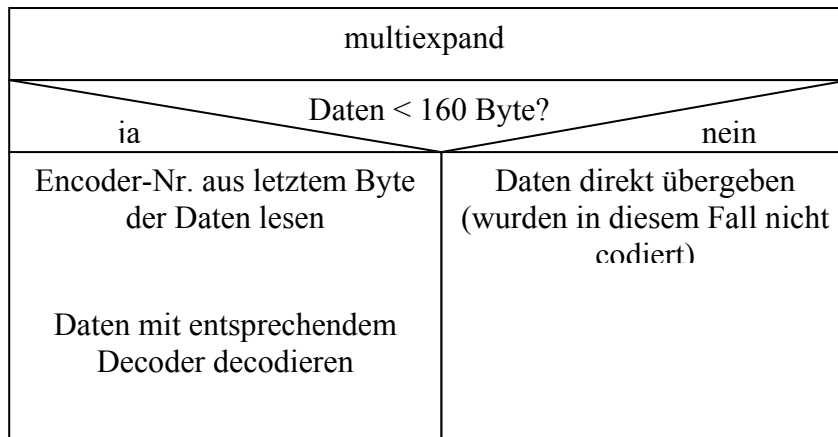 multiexpand
Daten < 160 Byte?
ja
nein
Encoder-Nr. aus letztem Byte
der Daten lesen
Daten direkt übergeben
(wurden in diesem Fall nicht
codiert)
Daten mit entsprechendem
Decoder decodieren